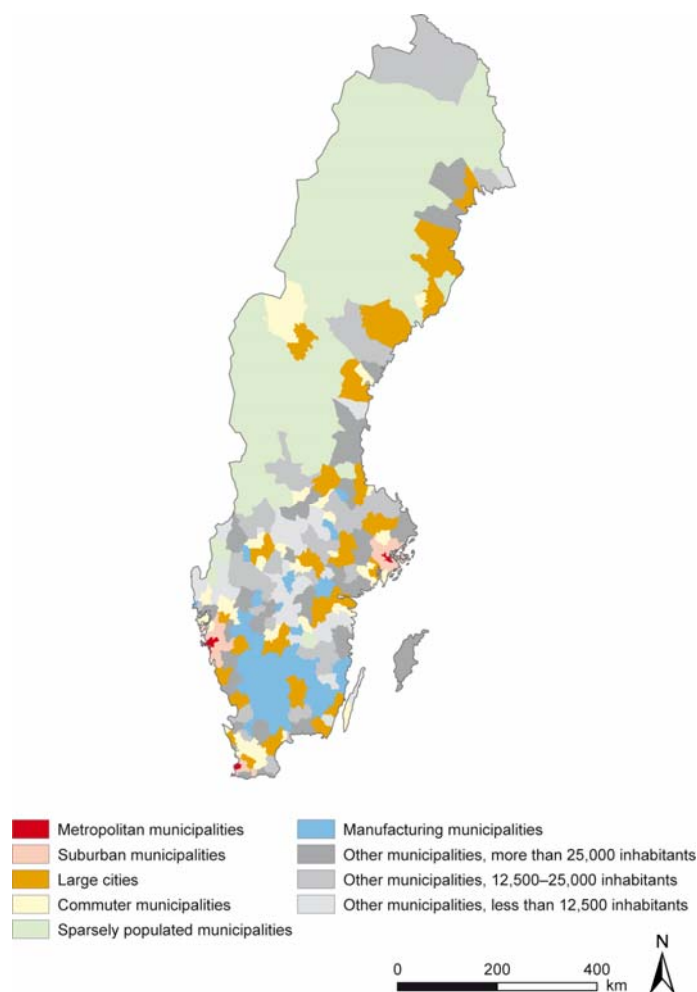 Metropolitan municipalities
Suburban municipalities
Large cities
Commuter municipalities
Sparsely populated municipalities
Manufacturing municipalities
Other municipalities, more than 25,000 inhabitants
Other municipalities, 12,500–25,000 inhabitants
Other municipalities, less than 12,500 inhabitants
N
0 200 400
km